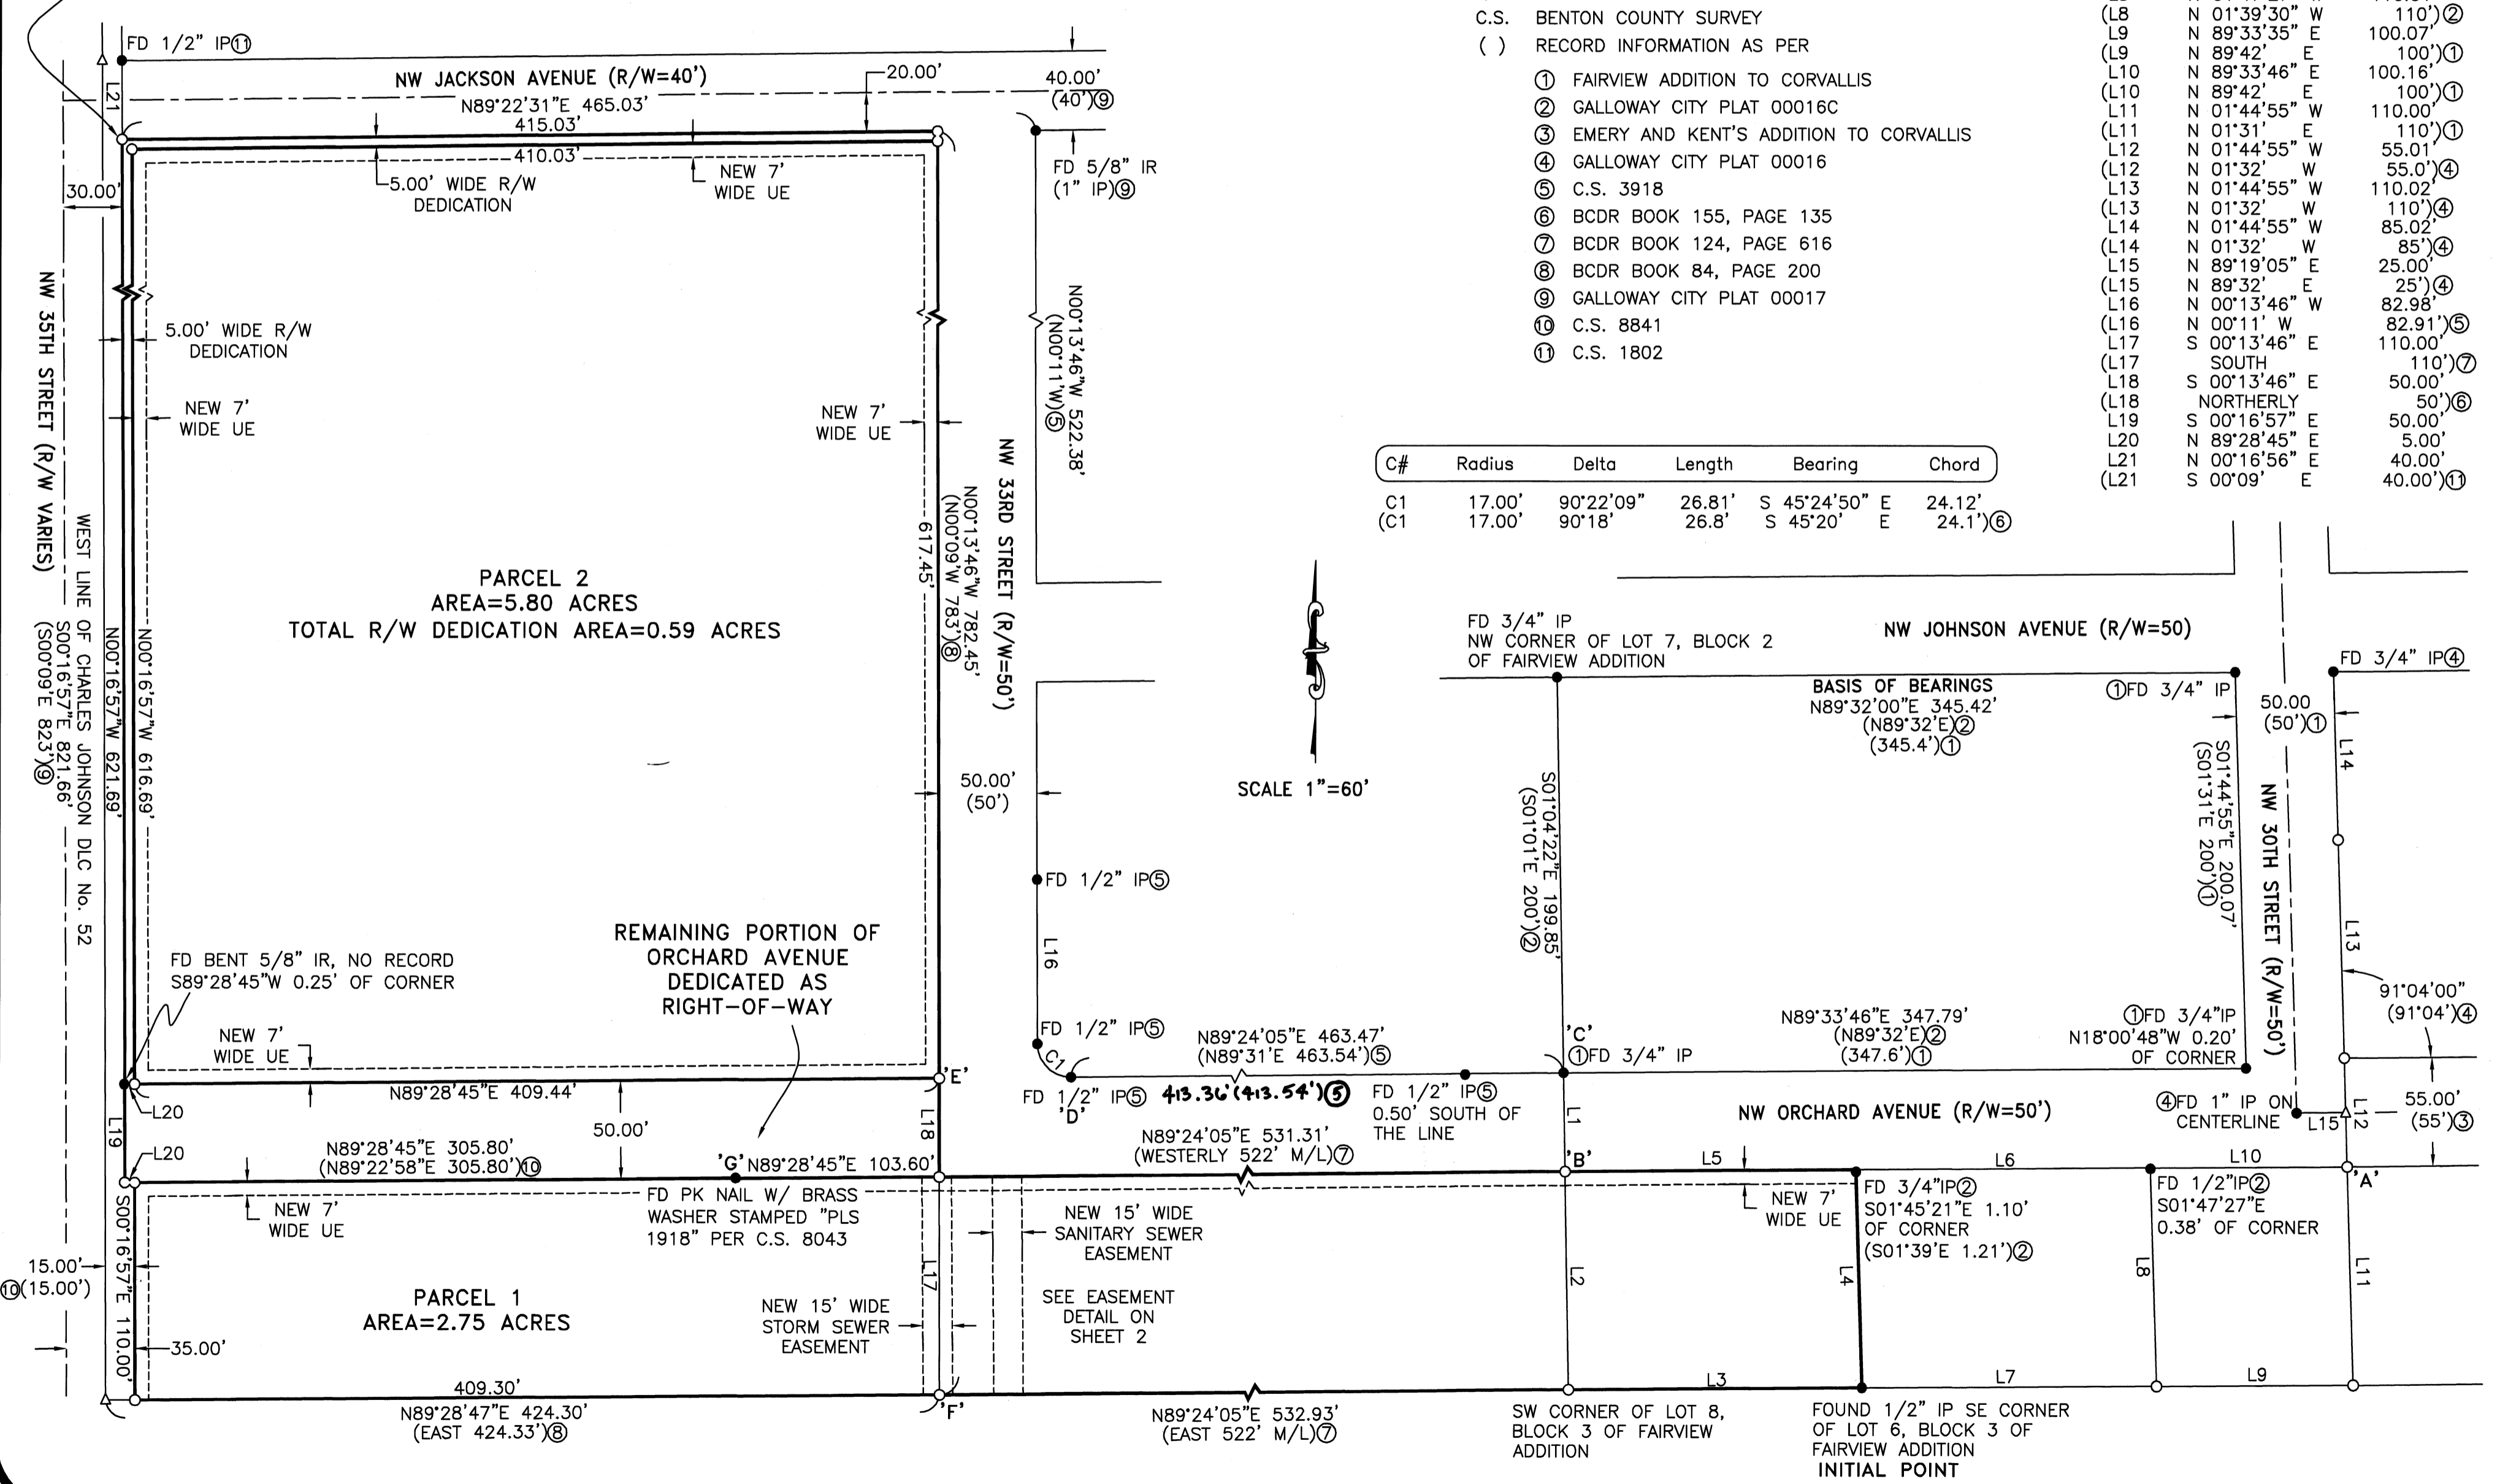 FD 1/2" IP⑪
NW JACKSON AVENUE (R/W=40')
N89°22'31"E 465.03'
415.03'
410.03'
20.00'
40.00'
(40')⑨
L21
30.00'
5.00' WIDE R/W
DEDICATION
NEW 7'
WIDE UE
FD 5/8" IR
(1" IP)⑨
5.00' WIDE R/W
DEDICATION
NEW 7'
WIDE UE
NEW 7'
WIDE UE
NW 35TH STREET (R/W VARIES)
WEST LINE OF CHARLES JOHNSON DLC No. 52
S00°16'57"E 821.66'
(S00°09'E 823')⑨
N00°16'57"W 621.69'
N00°16'57"W 616.69'
PARCEL 2
AREA=5.80 ACRES
TOTAL R/W DEDICATION AREA=0.59 ACRES
617.45'
N00°13'46"W 782.45'
(N00°09'W 783')⑧
NW 33RD STREET (R/W=50')
N00°13'46"W 522.38'
(N00°11'W)⑤
50.00'
(50')
FD 1/2" IP⑤
L16
FD 1/2" IP⑤
C1
FD 1/2" IP⑤
'D'
REMAINING PORTION OF
ORCHARD AVENUE
DEDICATED AS
RIGHT-OF-WAY
FD BENT 5/8" IR, NO RECORD
S89°28'45"W 0.25' OF CORNER
NEW 7'
WIDE UE
N89°28'45"E 409.44'
'E'
L20
L19
L20
50.00'
L18
N89°28'45"E 305.80'
(N89°22'58"E 305.80')⑩
'G'
N89°28'45"E 103.60'
FD PK NAIL W/ BRASS
WASHER STAMPED "PLS
1918" PER C.S. 8043
NEW 7'
WIDE UE
S00°16'57"E 110.00'
15.00'
⑩(15.00')
35.00'
PARCEL 1
AREA=2.75 ACRES
NEW 15' WIDE
STORM SEWER
EASEMENT
L17
NEW 15' WIDE
SANITARY SEWER
EASEMENT
SEE EASEMENT
DETAIL ON
SHEET 2
409.30'
N89°28'47"E 424.30'
(EAST 424.33')⑧
'F'
N89°24'05"E 532.93'
(EAST 522' M/L)⑦
C.S. BENTON COUNTY SURVEY
( ) RECORD INFORMATION AS PER
① FAIRVIEW ADDITION TO CORVALLIS
② GALLOWAY CITY PLAT 00016C
③ EMERY AND KENT'S ADDITION TO CORVALLIS
④ GALLOWAY CITY PLAT 00016
⑤ C.S. 3918
⑥ BCDR BOOK 155, PAGE 135
⑦ BCDR BOOK 124, PAGE 616
⑧ BCDR BOOK 84, PAGE 200
⑨ GALLOWAY CITY PLAT 00017
⑩ C.S. 8841
⑪ C.S. 1802
(L8 N 01°39'30" W 110')②
L9 N 89°33'35" E 100.07'
(L9 N 89°42' E 100')①
L10 N 89°33'46" E 100.16'
(L10 N 89°42' E 100')①
L11 N 01°44'55" W 110.00'
(L11 N 01°31' E 110')①
L12 N 01°44'55" W 55.01'
(L12 N 01°32' W 55.0')④
L13 N 01°44'55" W 110.02'
(L13 N 01°32' W 110')④
L14 N 01°44'55" W 85.02'
(L14 N 01°32' W 85')④
L15 N 89°19'05" E 25.00'
(L15 N 89°32' E 25')④
L16 N 00°13'46" W 82.98'
(L16 N 00°11' W 82.91')⑤
L17 S 00°13'46" E 110.00'
(L17 SOUTH 110')⑦
L18 S 00°13'46" E 50.00'
(L18 NORTHERLY 50')⑥
L19 S 00°16'57" E 50.00'
L20 N 89°28'45" E 5.00'
L21 N 00°16'56" E 40.00'
(L21 S 00°09' E 40.00')⑪
C# Radius Delta Length Bearing Chord
C1 17.00' 90°22'09" 26.81' S 45°24'50" E 24.12'
(C1 17.00' 90°18' 26.8' S 45°20' E 24.1')⑥
SCALE 1"=60'
FD 3/4" IP
NW CORNER OF LOT 7, BLOCK 2
OF FAIRVIEW ADDITION
NW JOHNSON AVENUE (R/W=50)
BASIS OF BEARINGS
N89°32'00"E 345.42'
(N89°32'E)②
(345.4')①
①FD 3/4" IP
FD 3/4" IP④
50.00
(50')①
L14
S01°04'22"E 199.85'
(S01°01'E 200')②
S01°44'55"E 200.07'
(S01°31'E 200')①
NW 30TH STREET (R/W=50')
L13
91°04'00"
(91°04')④
N89°24'05"E 463.47'
(N89°31'E 463.54')⑤
413.36'(413.54')⑤
FD 1/2" IP⑤
0.50' SOUTH OF
THE LINE
'C'
①FD 3/4" IP
N89°33'46"E 347.79'
(N89°32'E)②
(347.6')①
①FD 3/4"IP
N18°00'48"W 0.20'
OF CORNER
N89°24'05"E 531.31'
(WESTERLY 522' M/L)⑦
L1
NW ORCHARD AVENUE (R/W=50')
④FD 1" IP ON
CENTERLINE
L15
L12
55.00'
(55')③
'B'
L5
L6
L10
'A'
NEW 7'
WIDE UE
FD 3/4"IP②
S01°45'21"E 1.10'
OF CORNER
(S01°39'E 1.21')②
FD 1/2"IP②
S01°47'27"E
0.38' OF CORNER
L2
L4
L8
L11
L3
L7
L9
SW CORNER OF LOT 8,
BLOCK 3 OF FAIRVIEW
ADDITION
FOUND 1/2" IP SE CORNER
OF LOT 6, BLOCK 3 OF
FAIRVIEW ADDITION
INITIAL POINT